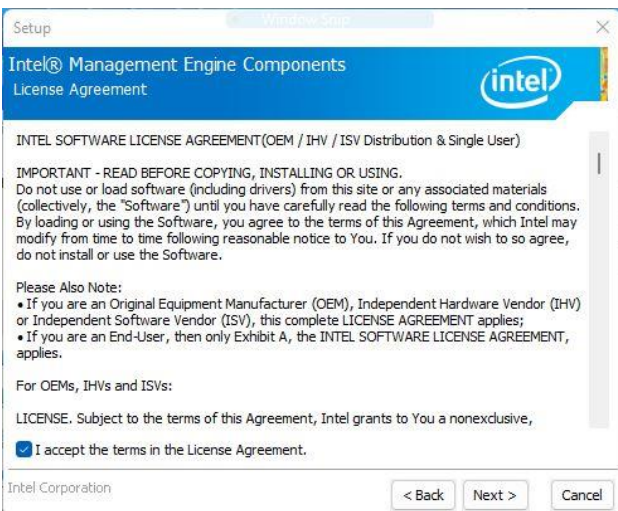 Window Snip
Setup
Intel® Management Engine Components
License Agreement
intel
INTEL SOFTWARE LICENSE AGREEMENT(OEM / IHV / ISV Distribution & Single User)
IMPORTANT - READ BEFORE COPYING, INSTALLING OR USING.
Do not use or load software (including drivers) from this site or any associated materials
(collectively, the "Software") until you have carefully read the following terms and conditions.
By loading or using the Software, you agree to the terms of this Agreement, which Intel may
modify from time to time following reasonable notice to You. If you do not wish to so agree,
do not install or use the Software.
Please Also Note:
• If you are an Original Equipment Manufacturer (OEM), Independent Hardware Vendor (IHV)
or Independent Software Vendor (ISV), this complete LICENSE AGREEMENT applies;
• If you are an End-User, then only Exhibit A, the INTEL SOFTWARE LICENSE AGREEMENT,
applies.
For OEMs, IHVs and ISVs:
LICENSE. Subject to the terms of this Agreement, Intel grants to You a nonexclusive,
I accept the terms in the License Agreement.
Intel Corporation
< Back Next > Cancel